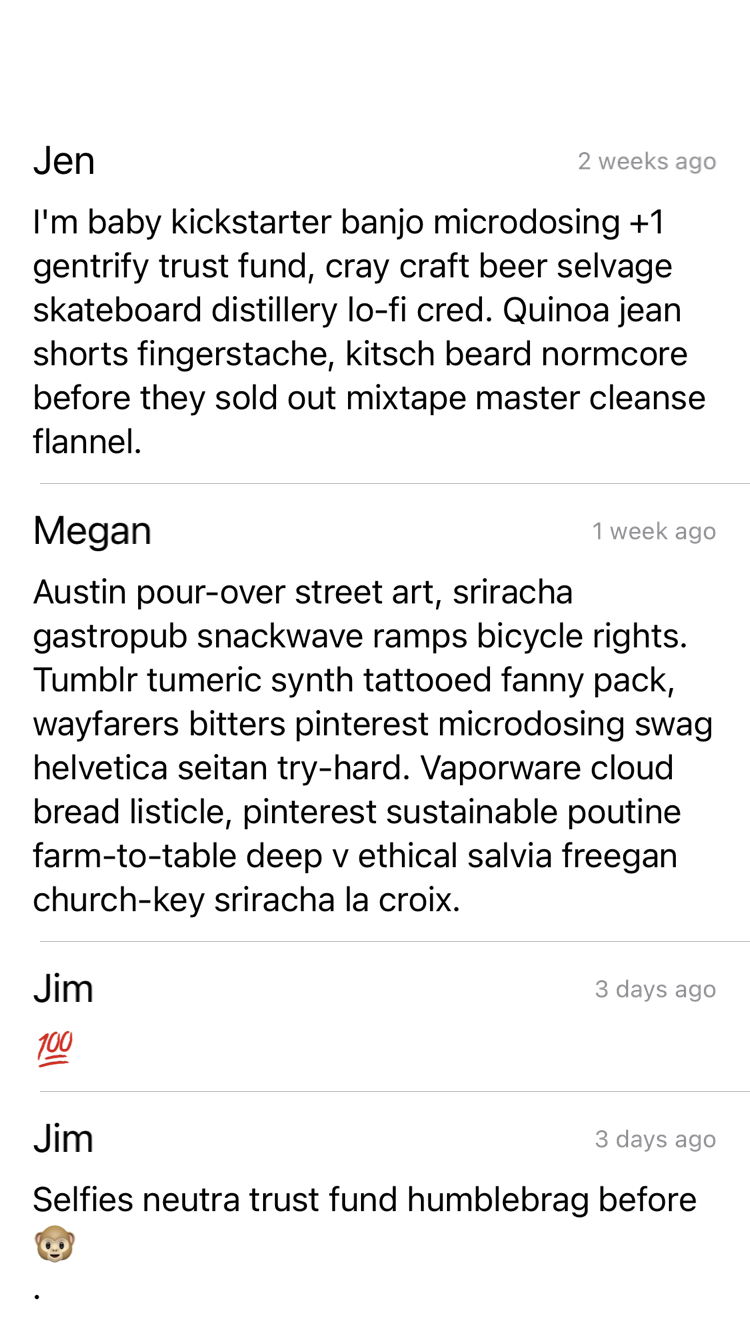 Jen
2 weeks ago
I'm baby kickstarter banjo microdosing +1
gentrify trust fund, cray craft beer selvage
skateboard distillery lo-fi cred. Quinoa jean
shorts fingerstache, kitsch beard normcore
before they sold out mixtape master cleanse
flannel.
Megan
1 week ago
Austin pour-over street art, sriracha
gastropub snackwave ramps bicycle rights.
Tumblr tumeric synth tattooed fanny pack,
wayfarers bitters pinterest microdosing swag
helvetica seitan try-hard. Vaporware cloud
bread listicle, pinterest sustainable poutine
farm-to-table deep v ethical salvia freegan
church-key sriracha la croix.
Jim
3 days ago
💯
Jim
3 days ago
Selfies neutra trust fund humblebrag before
🐵
.